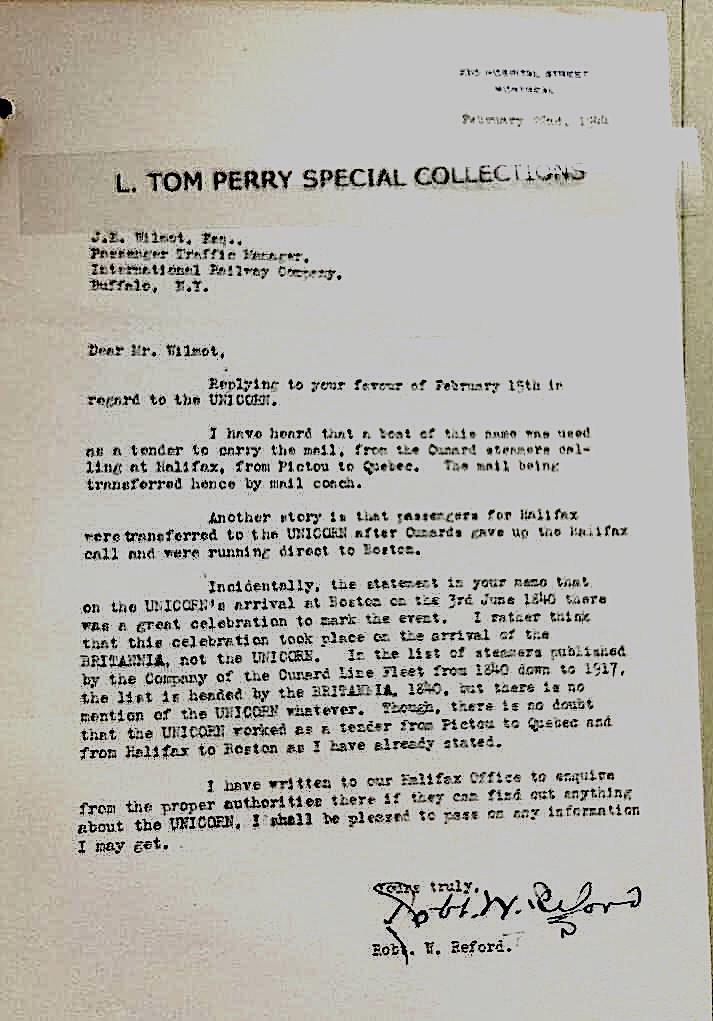 HOSPITAL STREET
MONTREAL
February 22nd, 19
L. TOM PERRY SPECIAL COLLECTIONS
J.E. Wilmot, Esq.,
Passenger Traffic Manager,
International Railway Company,
Buffalo, N.Y.
Dear Mr. Wilmot,
Replying to your favour of February 15th in
regard to the UNICORN.
I have heard that a boat of this name was used
as a tender to carry the mail, from the Cunard steamers cal-
ling at Halifax, from Pictou to Quebec. The mail being
transferred hence by mail coach.
Another story is that passengers for Halifax
were transferred to the UNICORN after Cunards gave up the Halifax
call and were running direct to Boston.
Incidentally, the statement in your memo that
on the UNICORN's arrival at Boston on the 3rd June 1840 there
was a great celebration to mark the event. I rather think
that this celebration took place on the arrival of the
BRITANNIA, not the UNICORN. In the list of steamers published
by the Company of the Cunard Line Fleet from 1840 down to 1917,
the list is headed by the BRITANNIA, 1840, but there is no
mention of the UNICORN whatever. Though, there is no doubt
that the UNICORN worked as a tender from Pictou to Quebec and
from Halifax to Boston as I have already stated.
I have written to our Halifax Office to enquire
from the proper authorities there if they can find out anything
about the UNICORN, I shall be pleased to pass on any information
I may get.
Yours truly,
Robt. W. Reford
Robt. W. Reford.